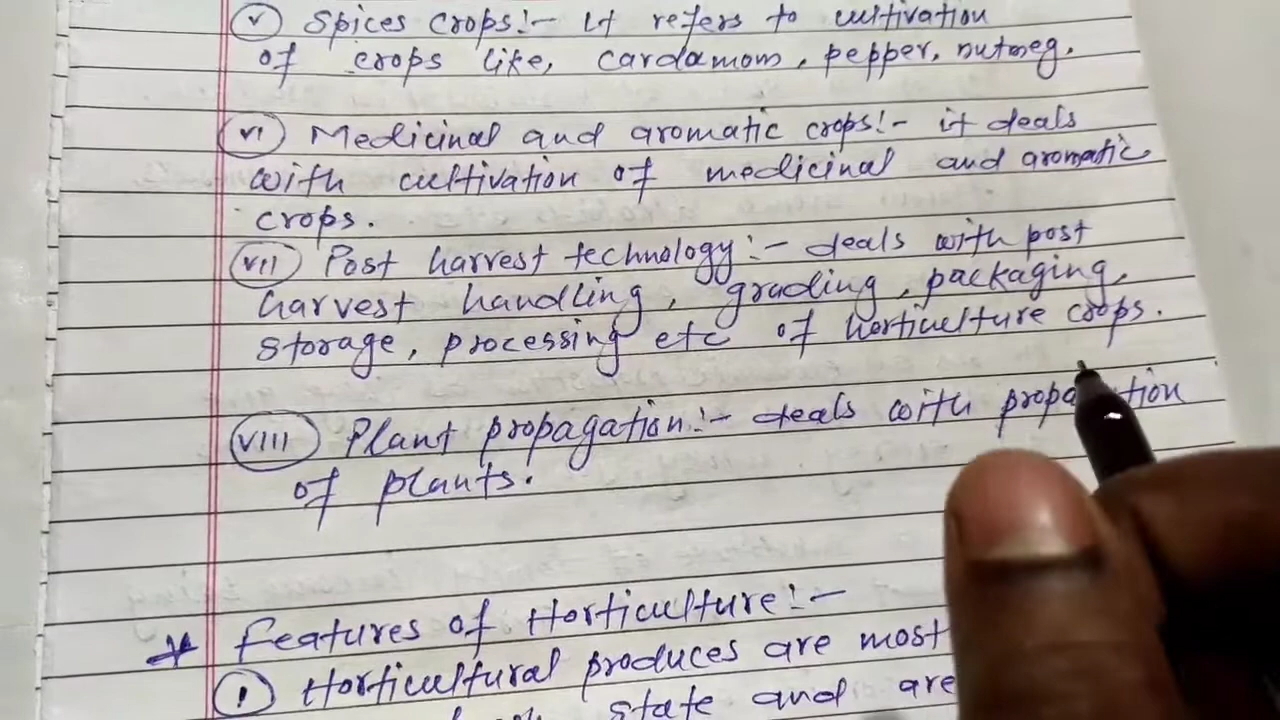 (v) Spices crops:- it refers to cultivation
of crops like, cardamom, pepper, nutmeg.
(vi) Medicinal and aromatic crops:- it deals
with cultivation of medicinal and aromatic
crops.
(vii) Post harvest technology:- deals with post
harvest handling, grading, packaging,
storage, processing etc of horticulture crops.
(viii) Plant propagation:- deals with propa tion
of plants.
* Features of Horticulture:-
(1) Horticultural produces are most
state and are